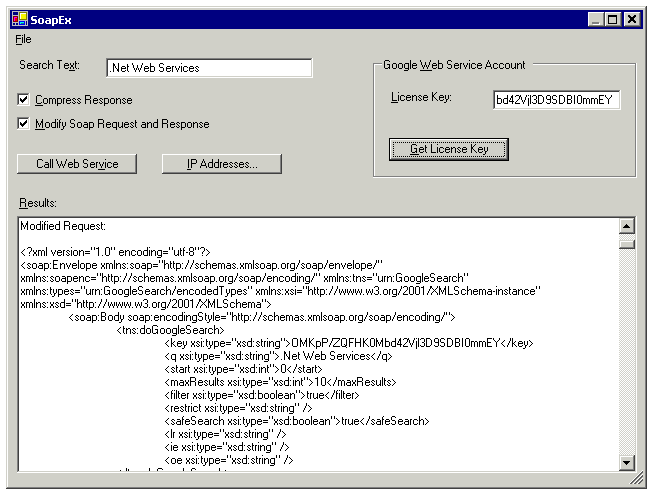 SoapEx
File
Search Text:
.Net Web Services
Compress Response
Modify Soap Request and Response
Call Web Service
IP Addresses...
Google Web Service Account
License Key:
bd42Vjl3D9SDBI0mmEY
Get License Key
Results:
Modified Request:
<?xml version="1.0" encoding="utf-8"?>
<soap:Envelope xmlns:soap="http://schemas.xmlsoap.org/soap/envelope/"
xmlns:soapenc="http://schemas.xmlsoap.org/soap/encoding/" xmlns:tns="urn:GoogleSearch"
xmlns:types="urn:GoogleSearch/encodedTypes" xmlns:xsi="http://www.w3.org/2001/XMLSchema-instance"
xmlns:xsd="http://www.w3.org/2001/XMLSchema">
<soap:Body soap:encodingStyle="http://schemas.xmlsoap.org/soap/encoding/">
<tns:doGoogleSearch>
<key xsi:type="xsd:string">OMKpP/ZQFHK0Mbd42Vjl3D9SDBI0mmEY</key>
<q xsi:type="xsd:string">.Net Web Services</q>
<start xsi:type="xsd:int">0</start>
<maxResults xsi:type="xsd:int">10</maxResults>
<filter xsi:type="xsd:boolean">true</filter>
<restrict xsi:type="xsd:string" />
<safeSearch xsi:type="xsd:boolean">true</safeSearch>
<lr xsi:type="xsd:string" />
<ie xsi:type="xsd:string" />
<oe xsi:type="xsd:string" />